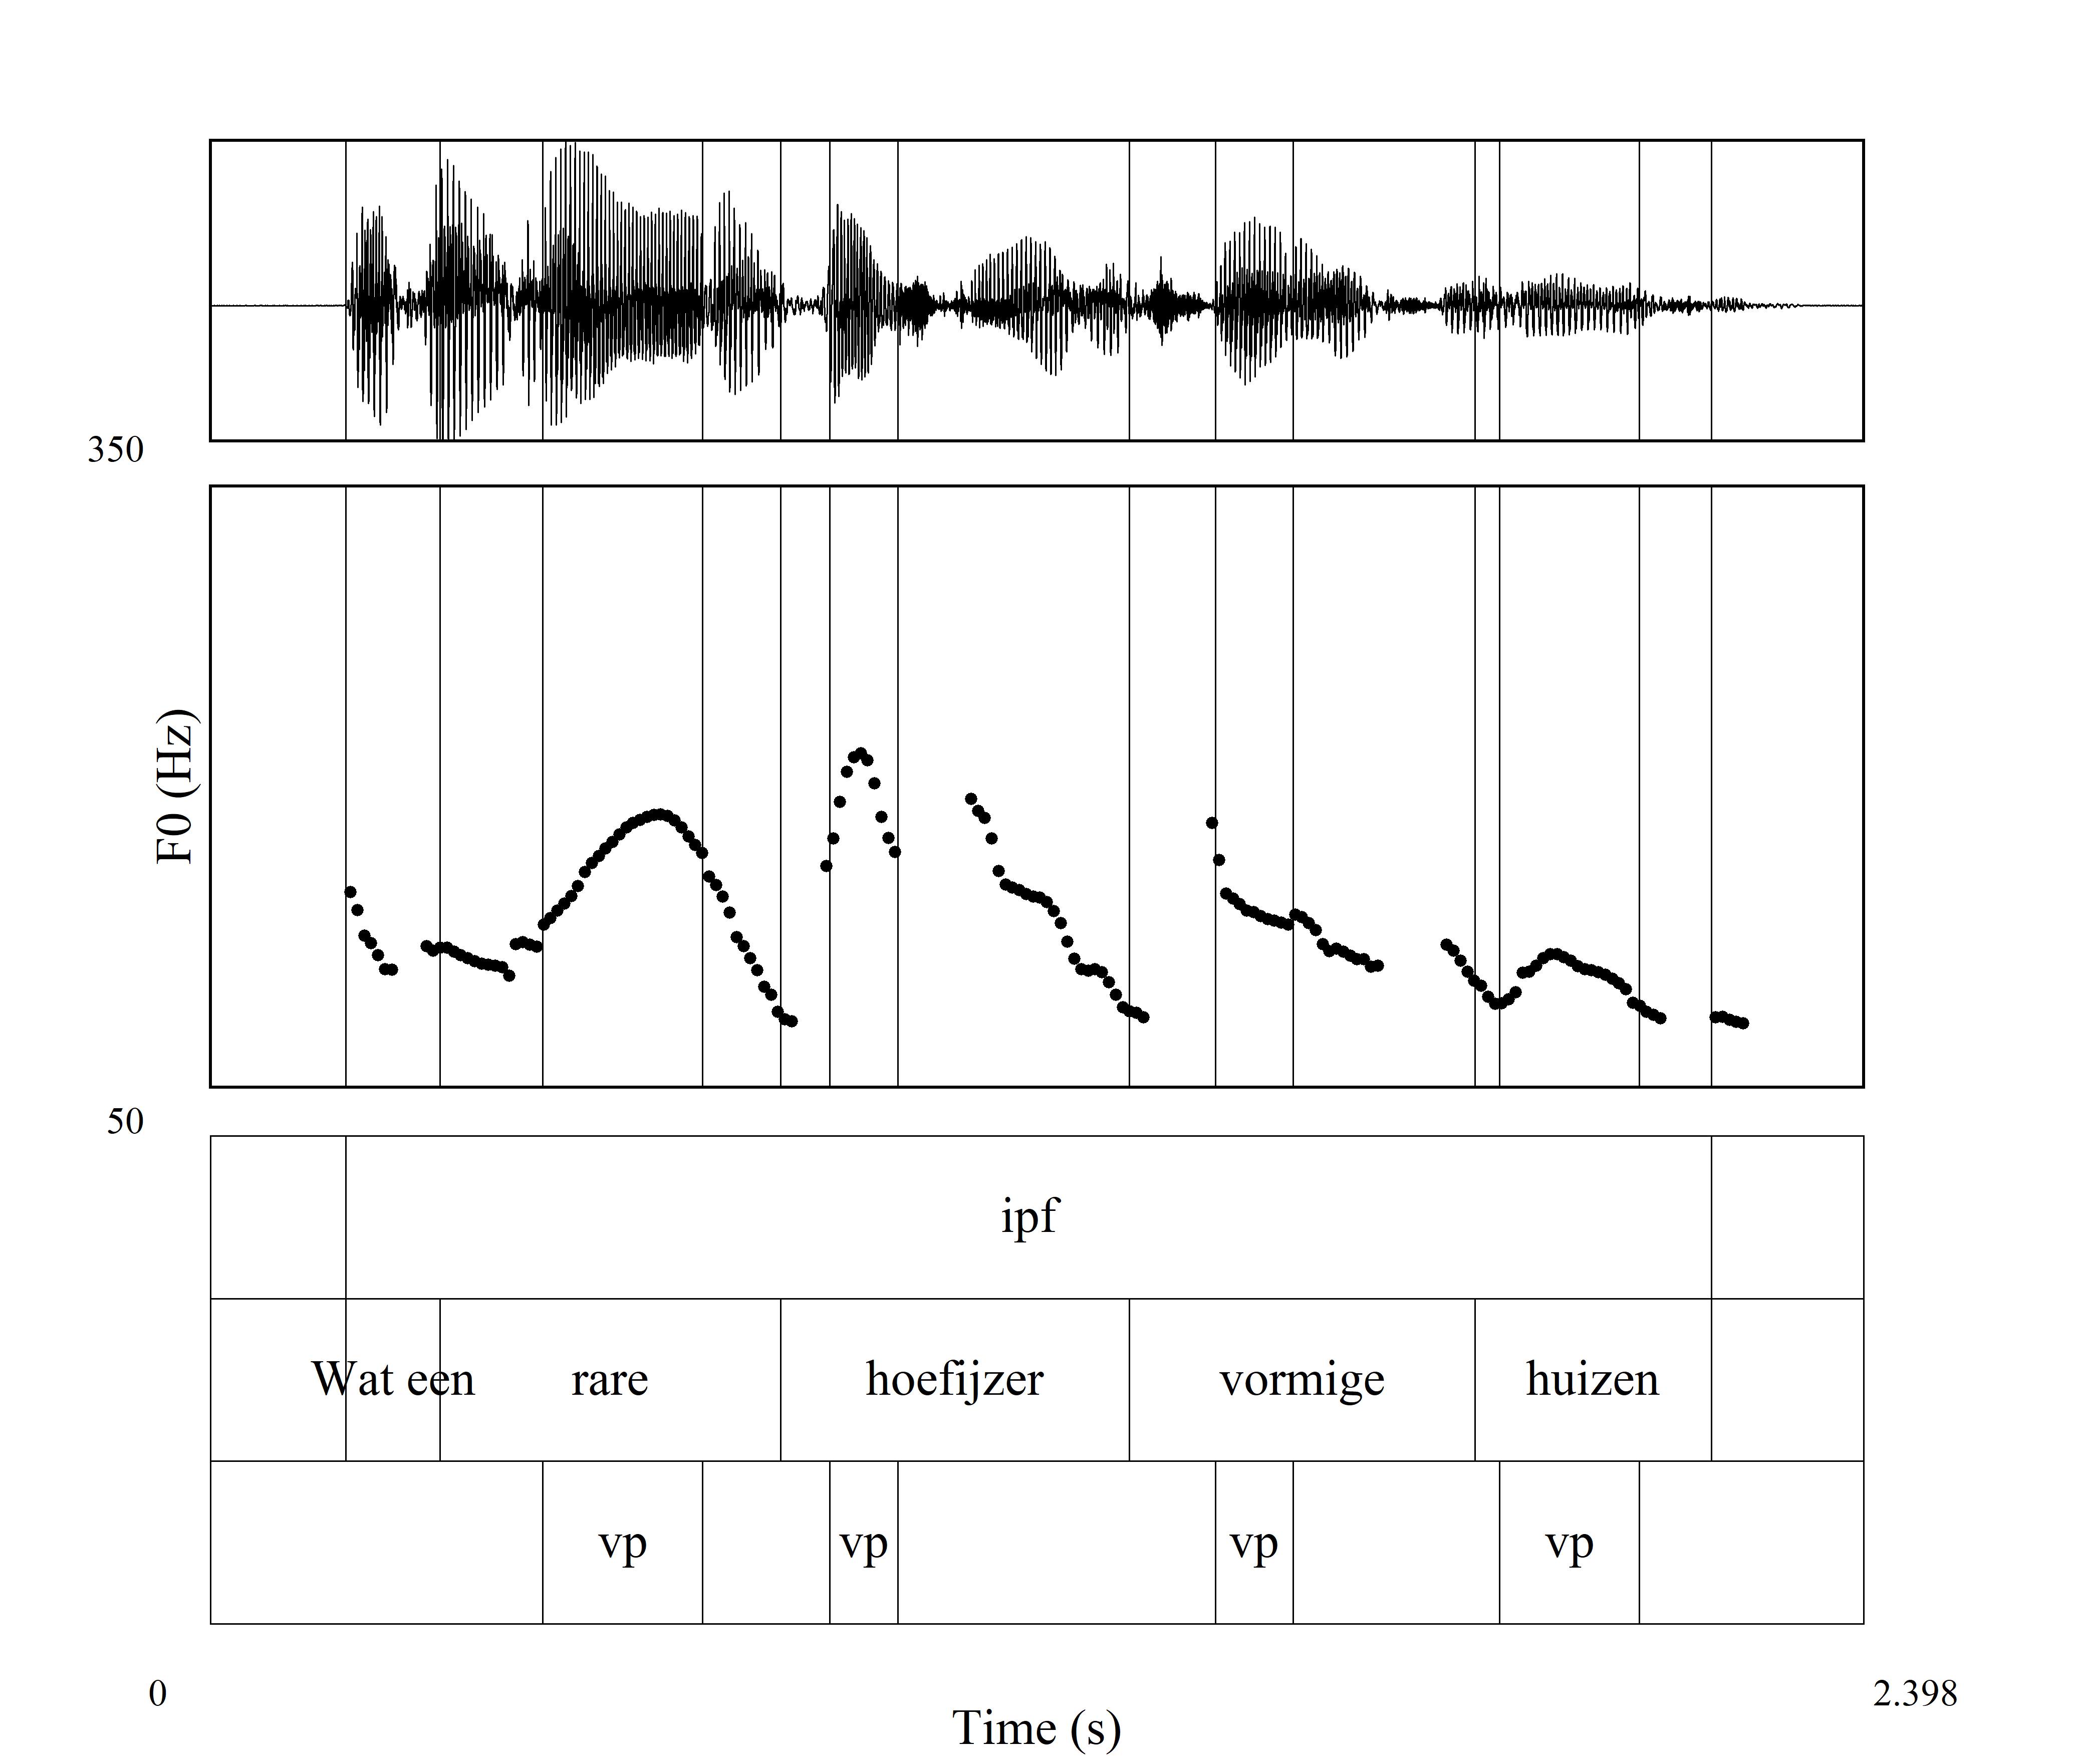 350
F0 (Hz)
50
ipf
Wat een rare hoefijzer vormige huizen
vp vp vp vp
0 2.398
Time (s)